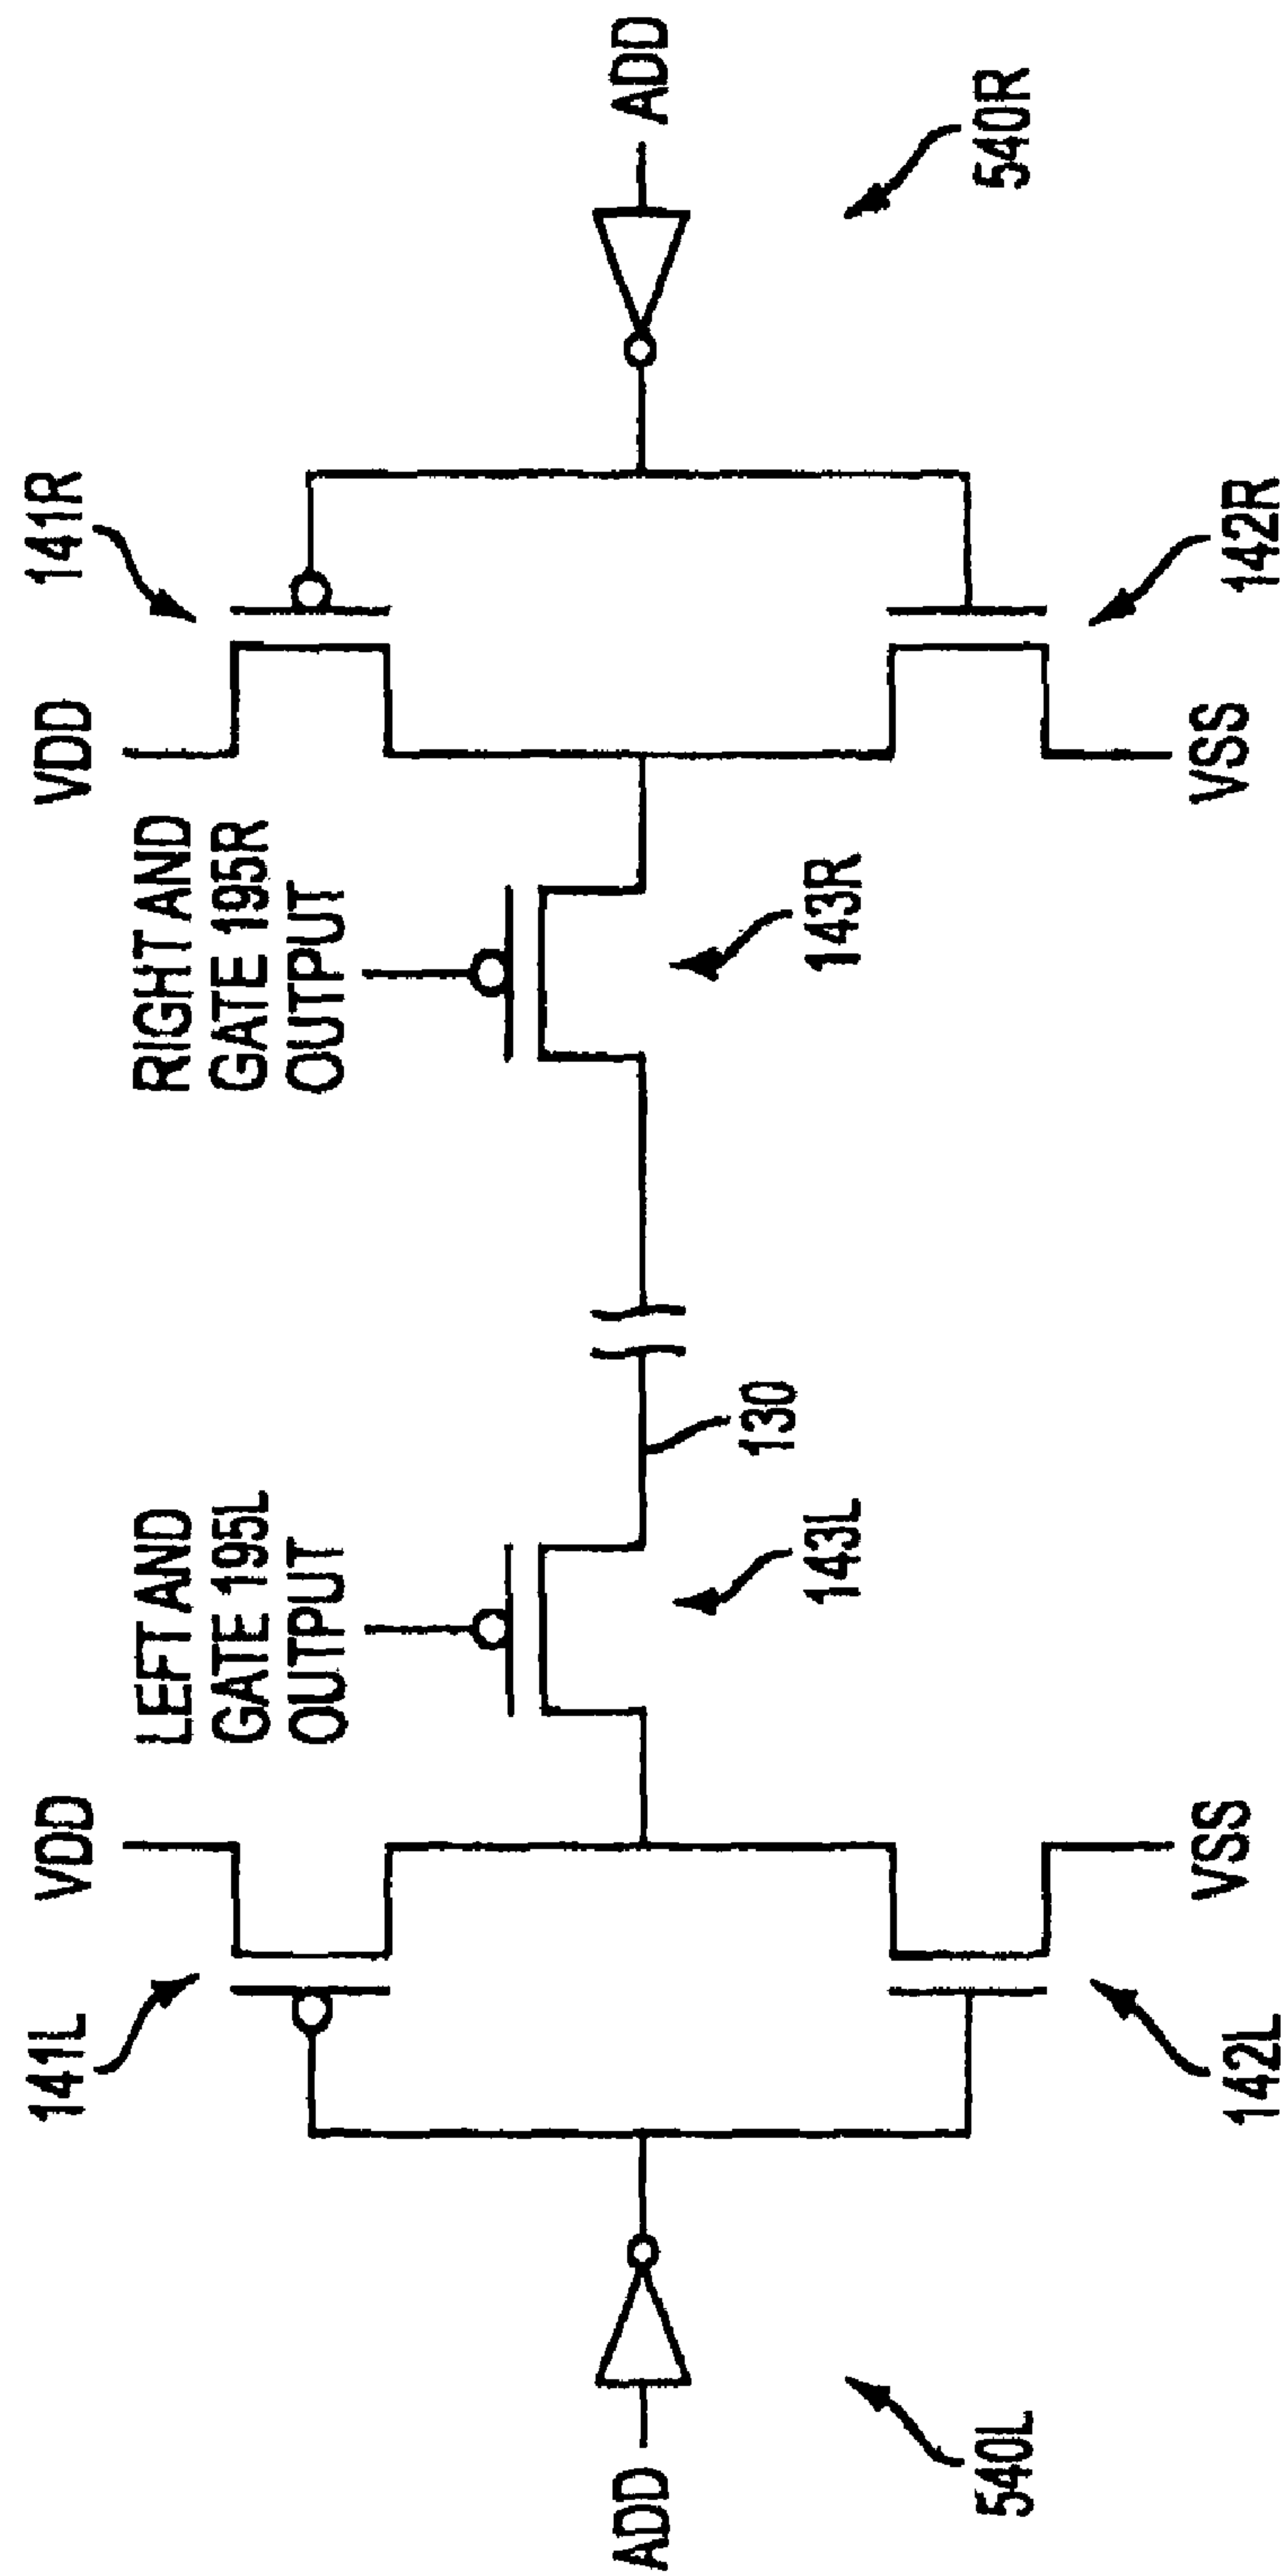 141L
VDD
LEFT AND
GATE 195L
OUTPUT
RIGHT AND
GATE 195R
OUTPUT
VDD
141R
ADD
ADD
130
143L
143R
540L
540R
142L
VSS
VSS
142R